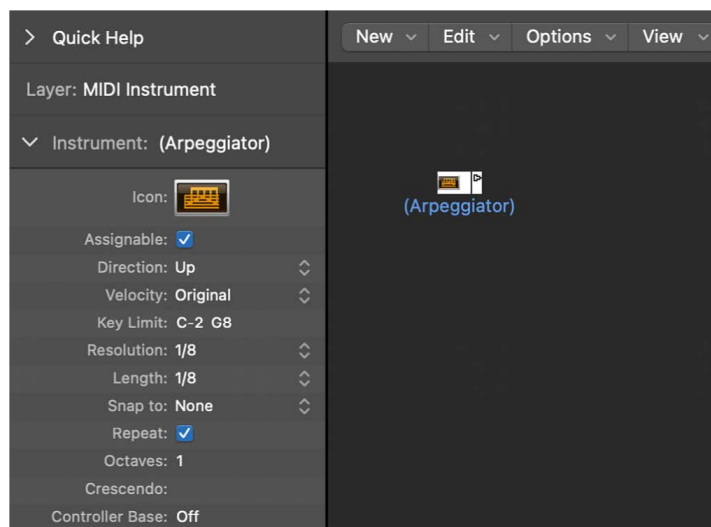 Quick Help
New Edit Options View
Layer: MIDI Instrument
Instrument: (Arpeggiator)
Icon:
(Arpeggiator)
Assignable:
Direction: Up
Velocity: Original
Key Limit: C-2 G8
Resolution: 1/8
Length: 1/8
Snap to: None
Repeat:
Octaves: 1
Crescendo:
Controller Base: Off